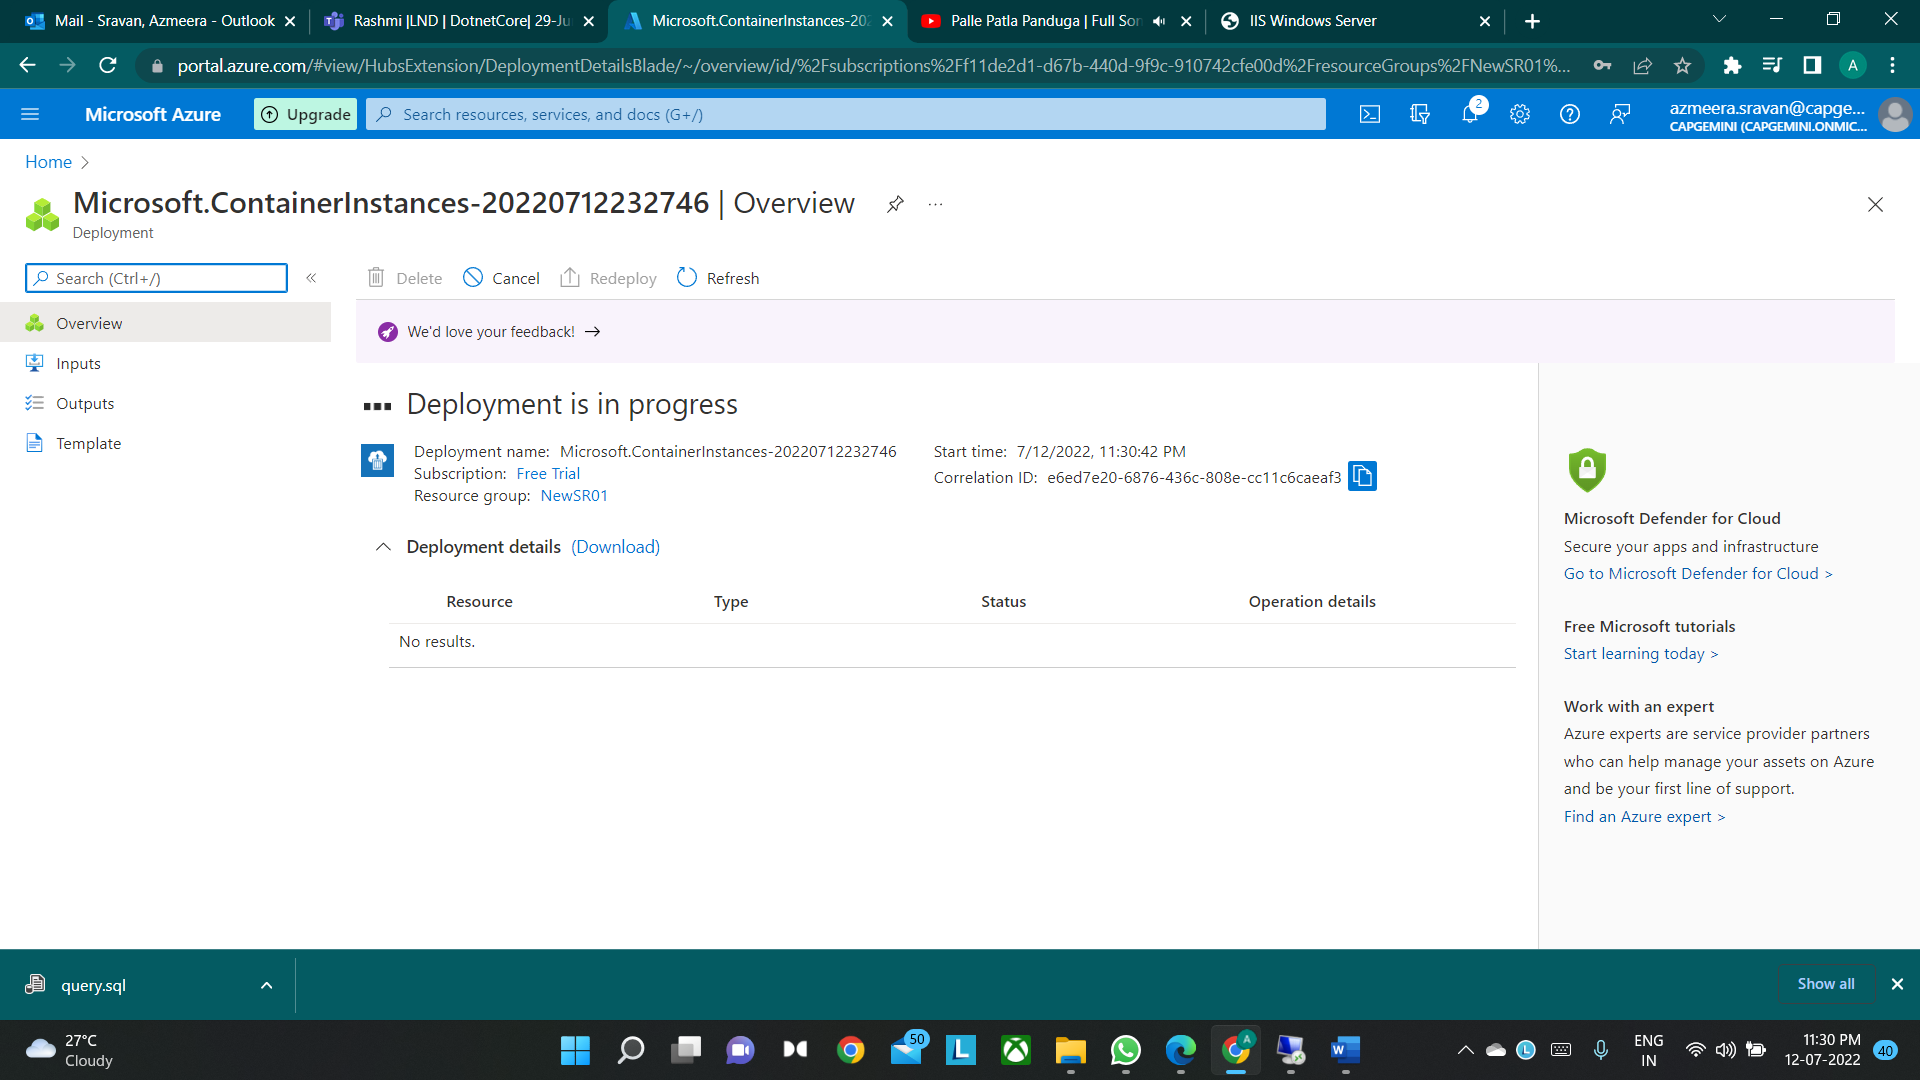 Mail - Sravan, Azmeera - Outlook
Rashmi |LND | DotnetCore| 29-Ju
Microsoft.ContainerInstances-202
Palle Patla Panduga | Full Son
IIS Windows Server
portal.azure.com/#view/HubsExtension/DeploymentDetailsBlade/~/overview/id/%2Fsubscriptions%2Ff11de2d1-d67b-440d-9f9c-910742cfe00d%2FresourceGroups%2FNewSR01%...
A
Microsoft Azure
Upgrade
Search resources, services, and docs (G+/)
2
azmeera.sravan@capge...
CAPGEMINI (CAPGEMINI.ONMIC...
Home
Microsoft.ContainerInstances-20220712232746 | Overview
Deployment
Search (Ctrl+/)
«
Delete
Cancel
Redeploy
Refresh
Overview
Inputs
Outputs
Template
We'd love your feedback! →
Deployment is in progress
Deployment name: Microsoft.ContainerInstances-20220712232746
Subscription: Free Trial
Resource group: NewSR01
Start time: 7/12/2022, 11:30:42 PM
Correlation ID: e6ed7e20-6876-436c-808e-cc11c6caeaf3
Deployment details (Download)
Resource Type Status Operation details
No results.
Microsoft Defender for Cloud
Secure your apps and infrastructure
Go to Microsoft Defender for Cloud >
Free Microsoft tutorials
Start learning today >
Work with an expert
Azure experts are service provider partners
who can help manage your assets on Azure
and be your first line of support.
Find an Azure expert >
query.sql
Show all
27°C
Cloudy
50
L
A
W
L
ENG
IN
11:30 PM
12-07-2022
40